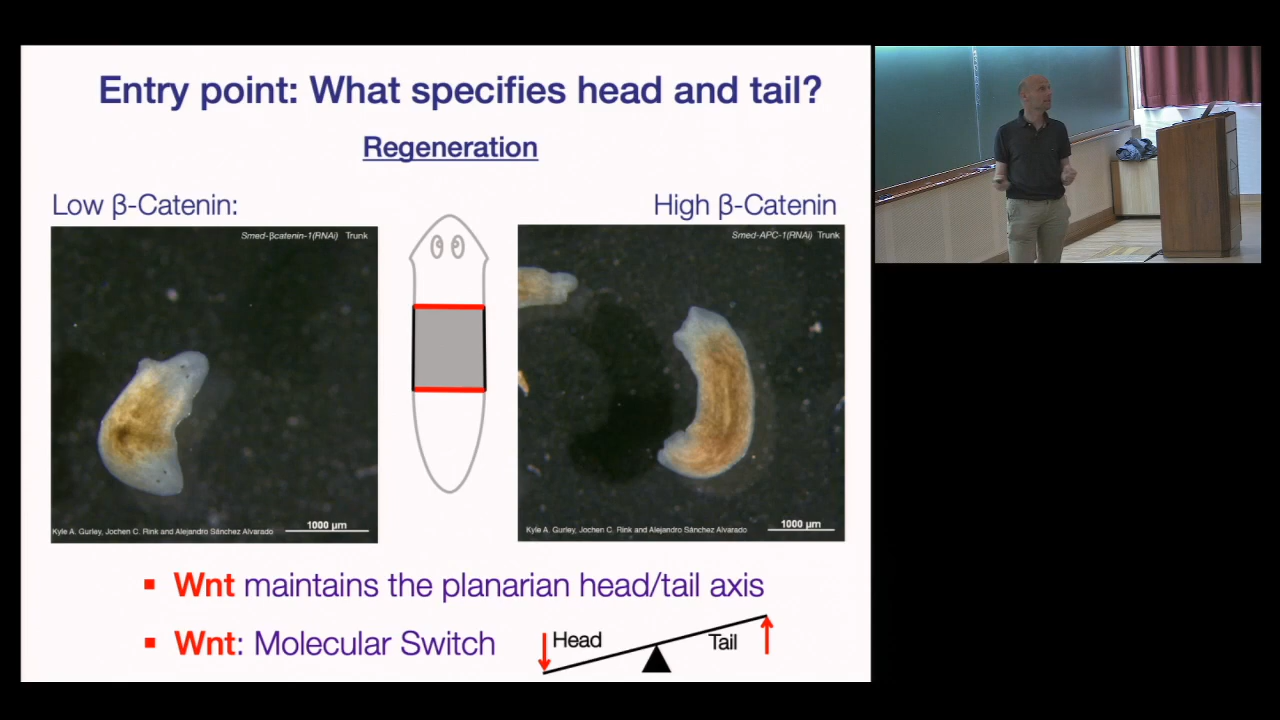 Entry point: What specifies head and tail?
Regeneration
Low β-Catenin:
High β-Catenin
Smed-βcatenin-1(RNAi) Trunk
Smed-APC-1(RNAi) Trunk
1000 μm
Kyle A. Gurley, Jochen C. Rink and Alejandro Sánchez Alvarado
1000 μm
Kyle A. Gurley, Jochen C. Rink and Alejandro Sánchez Alvarado
▪ Wnt maintains the planarian head/tail axis
▪ Wnt: Molecular Switch
Head
Tail